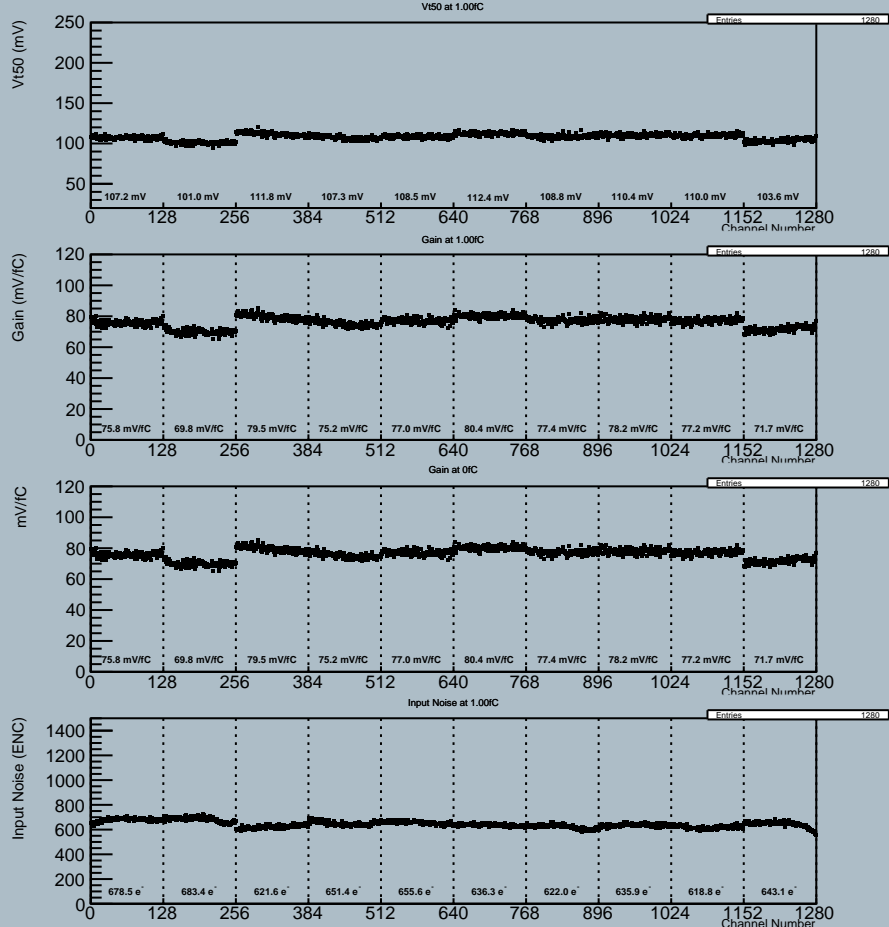 Vt50 at 1.00fC
Entries 1280
Vt50 (mV)
250
200
150
100
50
107.2 mV 101.0 mV 111.8 mV 107.3 mV 108.5 mV 112.4 mV 108.8 mV 110.4 mV 110.0 mV 103.6 mV
0 128 256 384 512 640 768 896 1024 1152 1280
Channel Number
Gain at 1.00fC
Entries 1280
Gain (mV/fC)
120
100
80
60
40
20
0
75.8 mV/fC 69.8 mV/fC 79.5 mV/fC 75.2 mV/fC 77.0 mV/fC 80.4 mV/fC 77.4 mV/fC 78.2 mV/fC 77.2 mV/fC 71.7 mV/fC
0 128 256 384 512 640 768 896 1024 1152 1280
Channel Number
Gain at 0fC
Entries 1280
mV/fC
120
100
80
60
40
20
0
75.8 mV/fC 69.8 mV/fC 79.5 mV/fC 75.2 mV/fC 77.0 mV/fC 80.4 mV/fC 77.4 mV/fC 78.2 mV/fC 77.2 mV/fC 71.7 mV/fC
0 128 256 384 512 640 768 896 1024 1152 1280
Channel Number
Input Noise at 1.00fC
Entries 1280
Input Noise (ENC)
1400
1200
1000
800
600
400
200
0
678.5 e⁻ 683.4 e⁻ 621.6 e⁻ 651.4 e⁻ 655.6 e⁻ 636.3 e⁻ 622.0 e⁻ 635.9 e⁻ 618.8 e⁻ 643.1 e⁻
0 128 256 384 512 640 768 896 1024 1152 1280
Channel Number